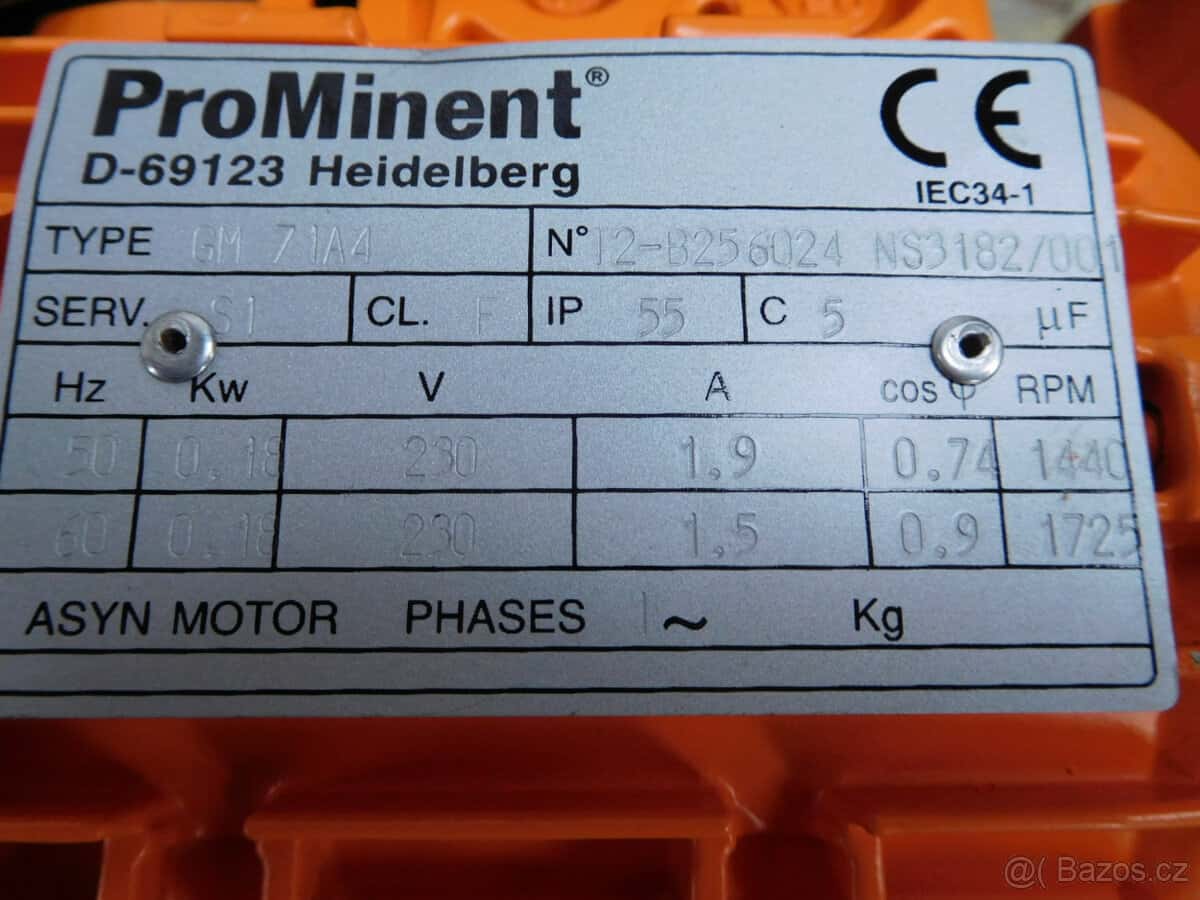 ProMinent®
D-69123 Heidelberg
CE
IEC34-1
TYPE GM 71A4 N° T2-B256024 NS3182/001
SERV. S1 CL. F IP 55 C 5 µF
Hz Kw V A cos φ RPM
50 0.18 230 1,9 0,74 1440
60 0.18 230 1,5 0,9 1725
ASYN MOTOR PHASES 1 ~ Kg
Bazos.cz